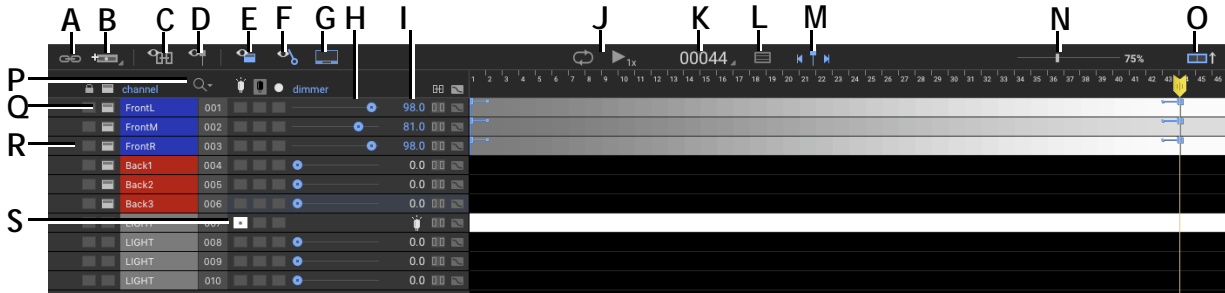 A B C D E F G H I J K L M N O
1x 00044 75%
P
channel dimmer 1 2 3 4 5 6 7 8 9 10 11 12 13 14 15 16 17 18 19 20 21 22 23 24 25 26 27 28 29 30 31 32 33 34 35 36 37 38 39 40 41 42 43 45 46
Q FrontL 001 98.0
FrontM 002 81.0
R FrontR 003 98.0
Back1 004 0.0
Back2 005 0.0
Back3 006 0.0
S LIGHT 007
LIGHT 008 0.0
LIGHT 009 0.0
LIGHT 010 0.0